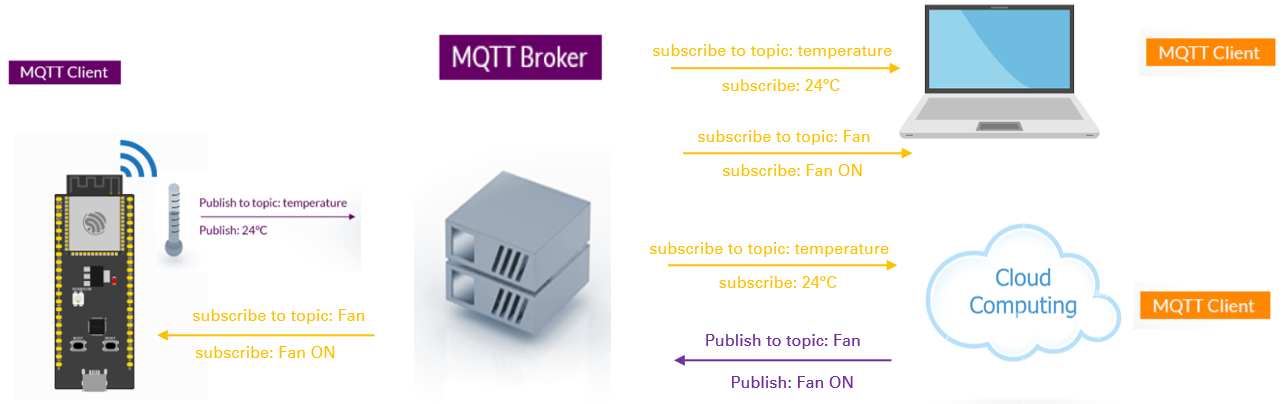 MQTT Client
MQTT Broker
subscribe to topic: temperature
subscribe: 24°C
MQTT Client
subscribe to topic: Fan
subscribe: Fan ON
Publish to topic: temperature
Publish: 24°C
subscribe to topic: Fan
subscribe: Fan ON
subscribe to topic: temperature
subscribe: 24°C
Cloud
Computing
MQTT Client
Publish to topic: Fan
Publish: Fan ON